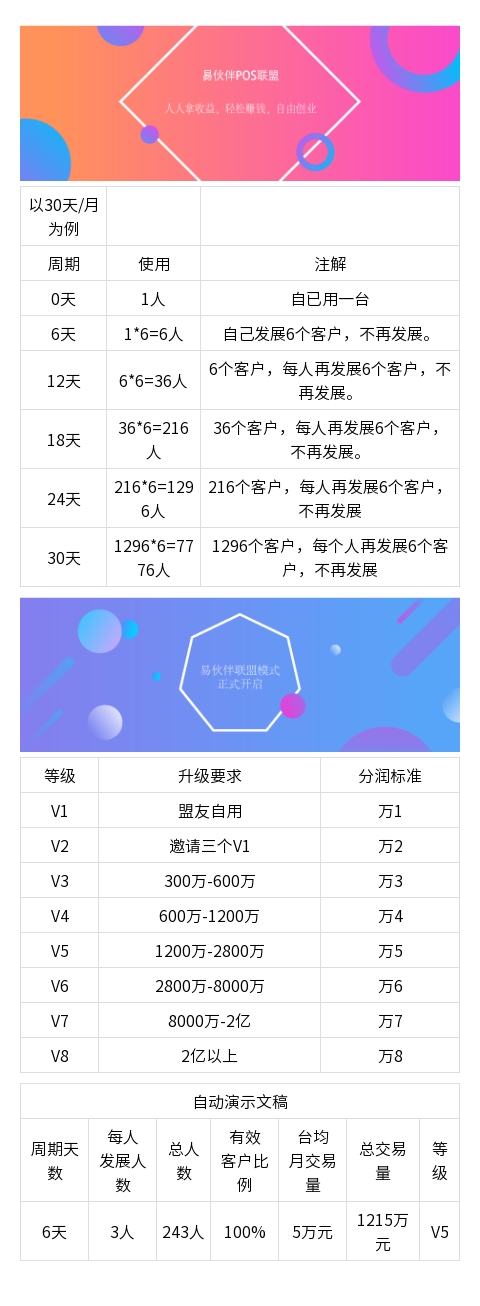 易伙伴POS联盟
人人拿收益、轻松赚钱、自由创业
以30天/月
为例
周期 使用 注解
0天 1人 自已用一台
6天 1*6=6人 自己发展6个客户，不再发展。
12天 6*6=36人 6个客户，每人再发展6个客户，不
再发展。
18天 36*6=216
人 36个客户，每人再发展6个客户，
不再发展。
24天 216*6=129
6人 216个客户，每人再发展6个客户，
不再发展
30天 1296*6=77
76人 1296个客户，每个人再发展6个客
户，不再发展
易伙伴联盟模式
正式开启
等级 升级要求 分润标准
V1 盟友自用 万1
V2 邀请三个V1 万2
V3 300万-600万 万3
V4 600万-1200万 万4
V5 1200万-2800万 万5
V6 2800万-8000万 万6
V7 8000万-2亿 万7
V8 2亿以上 万8
自动演示文稿
周期天
数
每人
发展人
数
总人
数
有效
客户比
例
台均
月交易
量
总交易
量
等
级
6天 3人 243人 100% 5万元 1215万
元 V5